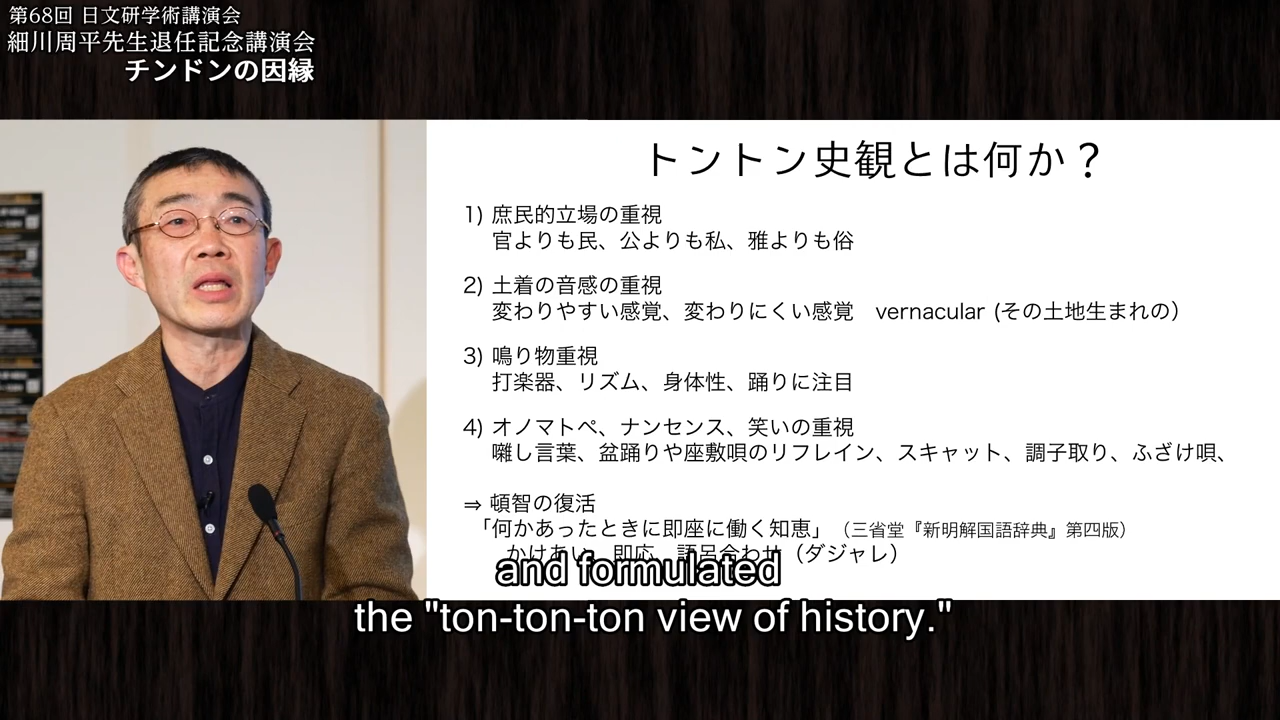 第68回 日文研学術講演会
細川周平先生退任記念講演会
チンドンの因縁
トントン史観とは何か？
1) 庶民的立場の重視
官よりも民、公よりも私、雅よりも俗
2) 土着の音感の重視
変わりやすい感覚、変わりにくい感覚　vernacular (その土地生まれの）
3) 鳴り物重視
打楽器、リズム、身体性、踊りに注目
4) オノマトペ、ナンセンス、笑いの重視
囃し言葉、盆踊りや座敷唄のリフレイン、スキャット、調子取り、ふざけ唄、
⇒ 頓智の復活
「何かあったときに即座に働く知恵」（三省堂『新明解国語辞典』第四版）
かけあい、即応、語呂合わせ（ダジャレ）
and formulated
the "ton-ton-ton view of history."